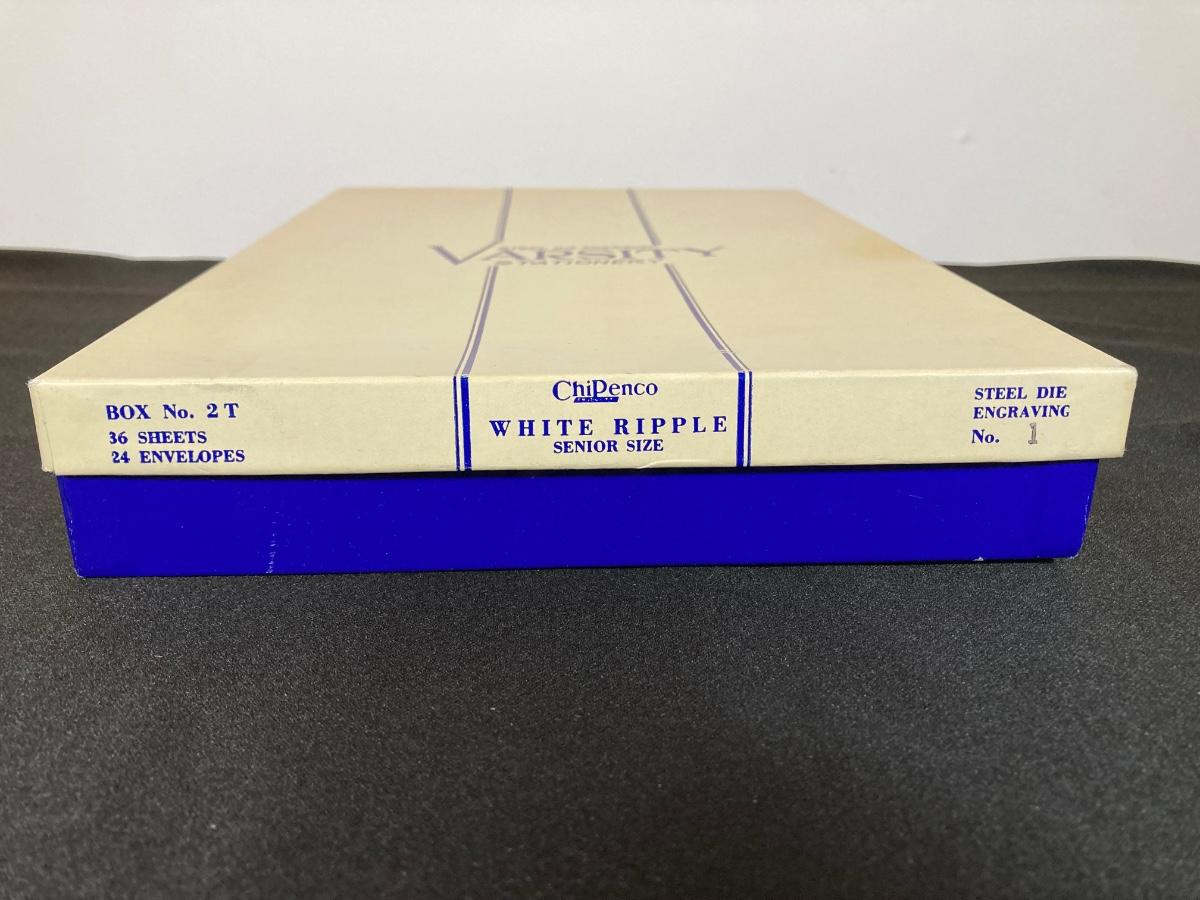 VARSITY
STATIONERY
ChiPenco
BOX No. 2 T
36 SHEETS
24 ENVELOPES
WHITE RIPPLE
SENIOR SIZE
STEEL DIE
ENGRAVING
No. 1